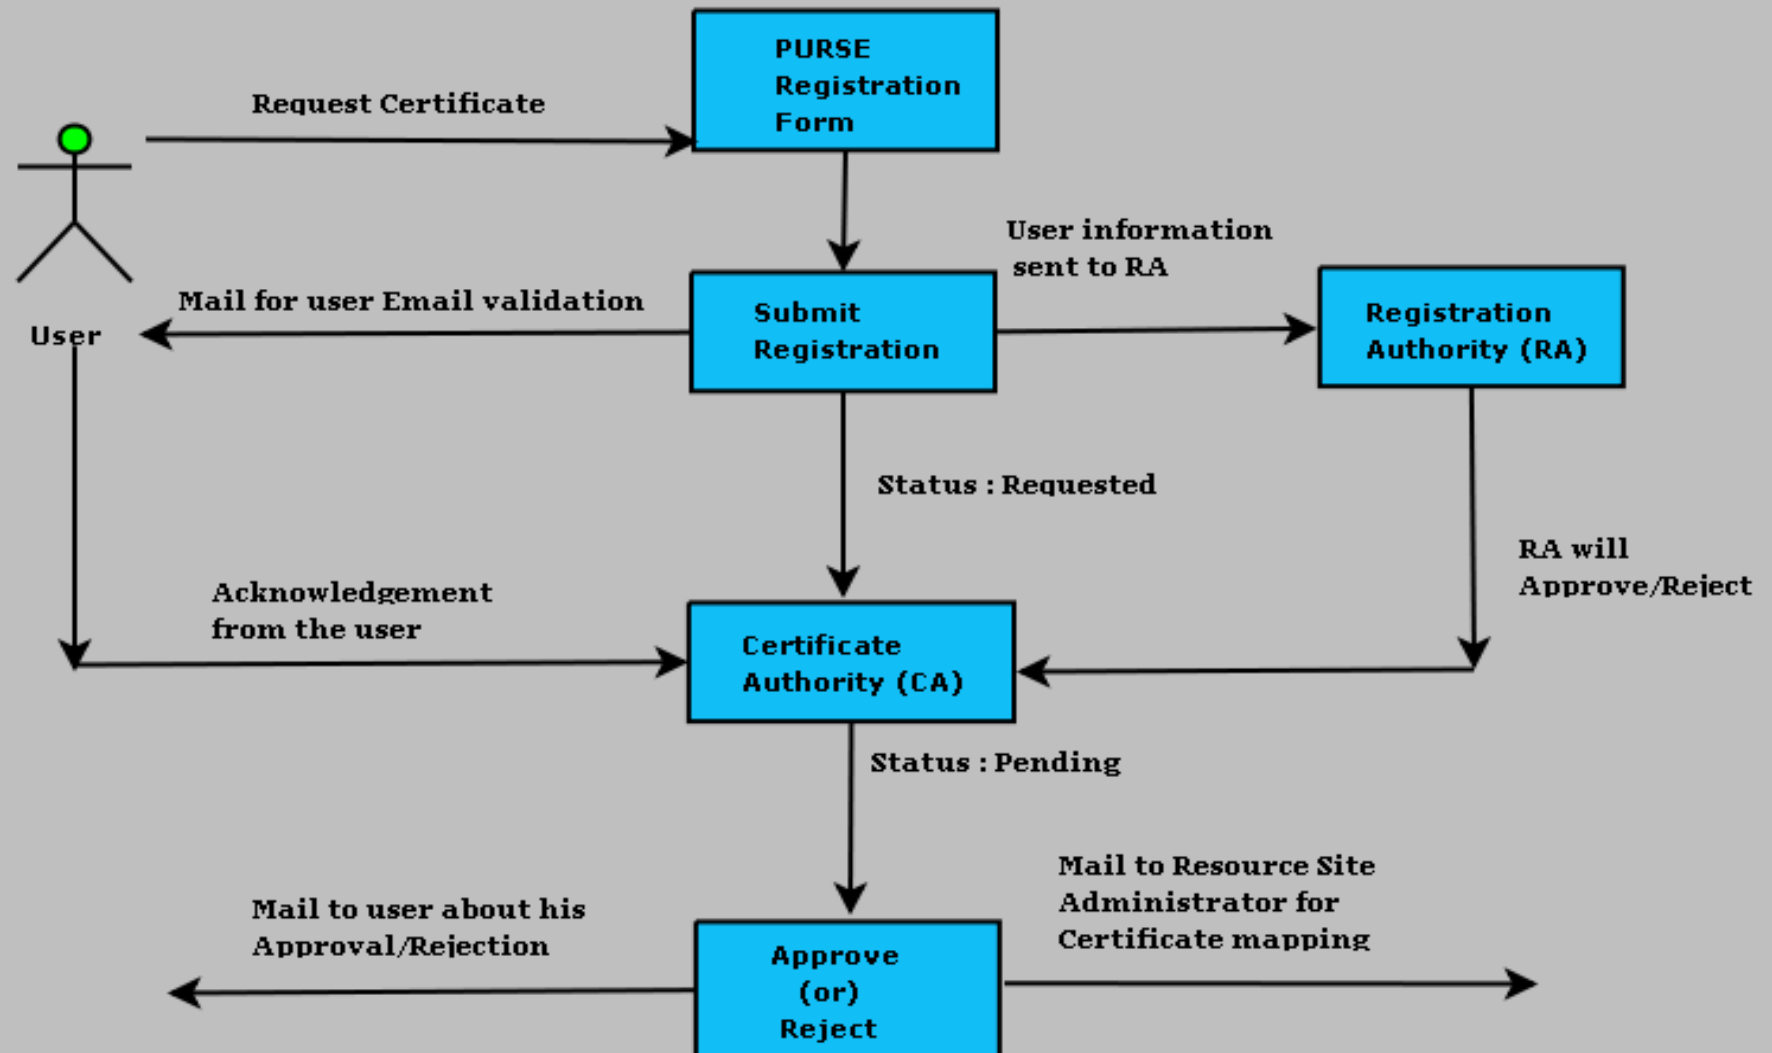 PURSE
Registration
Form
Request Certificate
User information
sent to RA
Mail for user Email validation
User
Submit
Registration
Registration
Authority (RA)
Status : Requested
RA will
Approve/Reject
Acknowledgement
from the user
Certificate
Authority (CA)
Status : Pending
Mail to Resource Site
Administrator for
Certificate mapping
Mail to user about his
Approval/Rejection
Approve
(or)
Reject